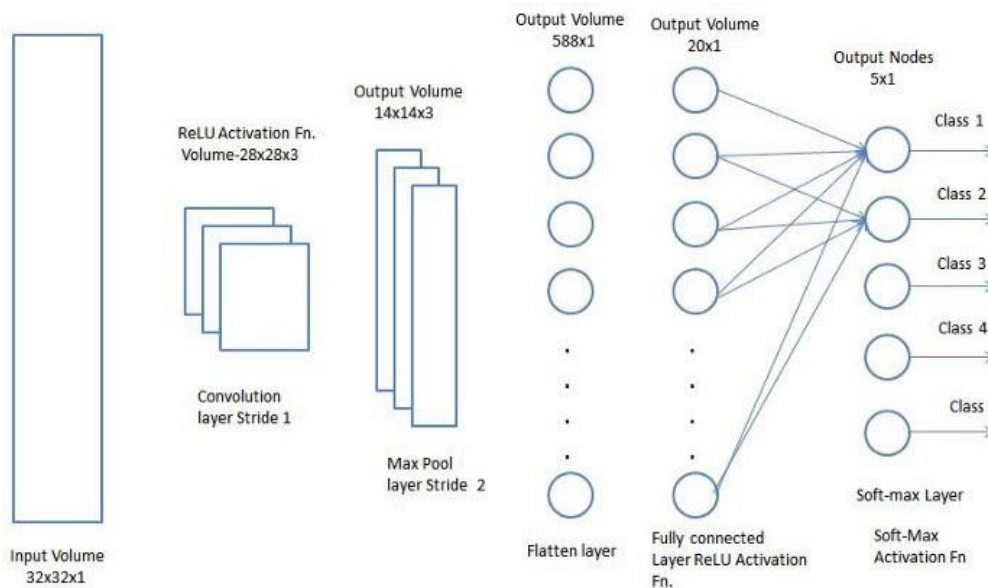 Input Volume
32x32x1
ReLU Activation Fn.
Volume-28x28x3
Convolution
layer Stride 1
Output Volume
14x14x3
Max Pool
layer Stride 2
Output Volume
588x1
Flatten layer
Output Volume
20x1
Fully connected
Layer ReLU Activation
Fn.
Output Nodes
5x1
Class 1
Class 2
Class 3
Class 4
Class
Soft-max Layer
Soft-Max
Activation Fn